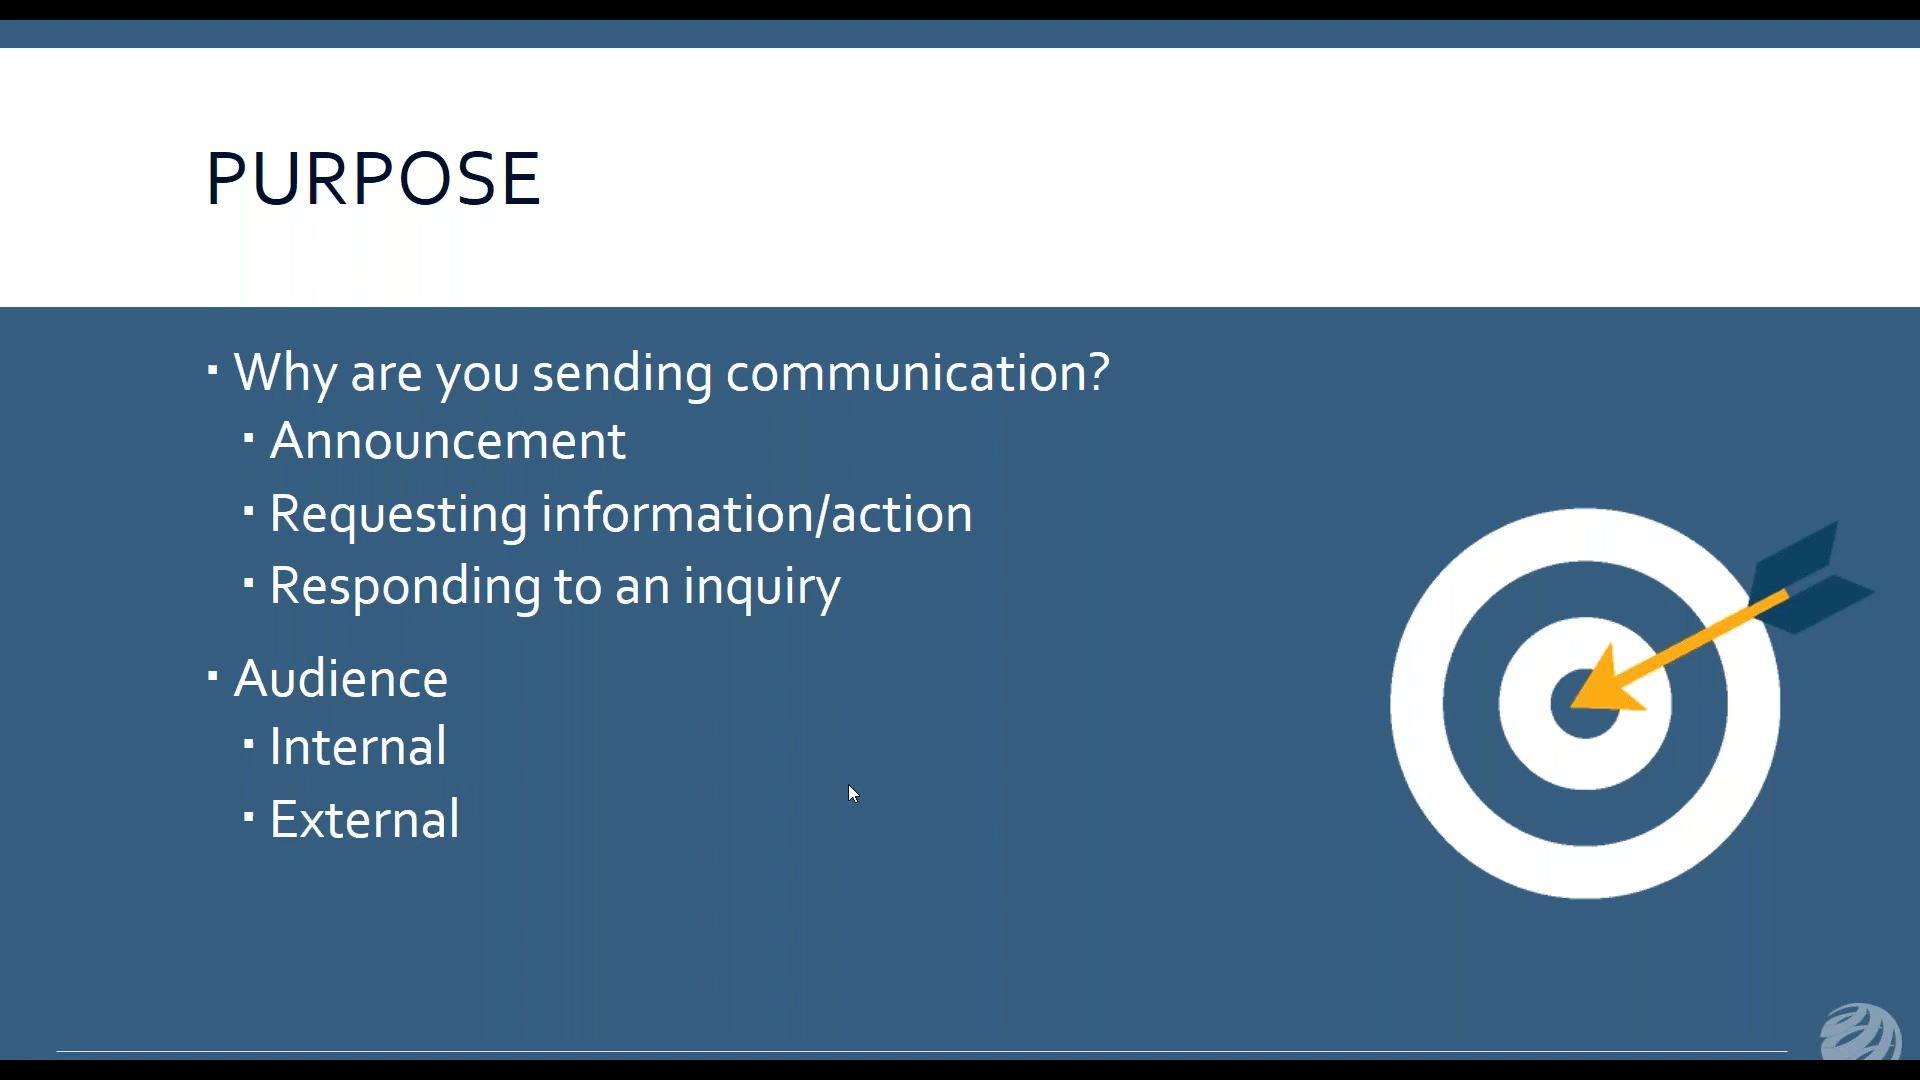 PURPOSE
▪ Why are you sending communication?
▪ Announcement
▪ Requesting information/action
▪ Responding to an inquiry
▪ Audience
▪ Internal
▪ External